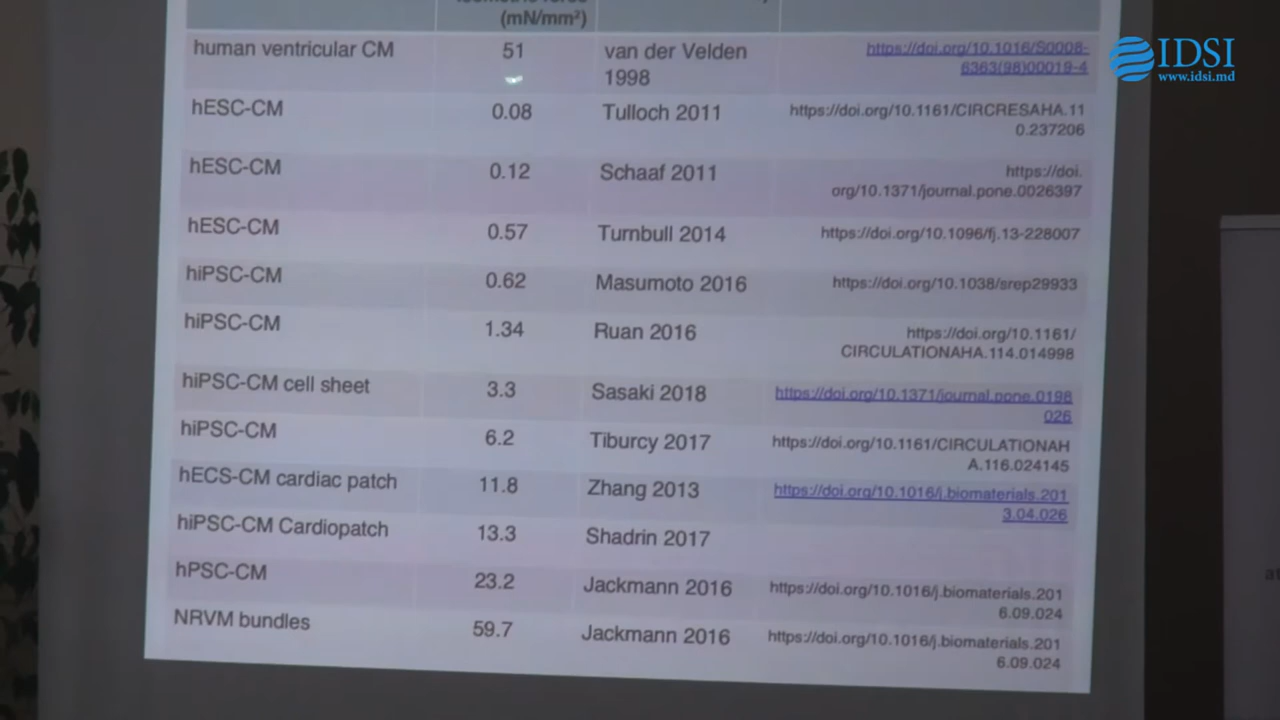 (mN/mm²)
human ventricular CM 51 van der Velden 1998 https://doi.org/10.1016/S0008-
6363(98)00019-4
hESC-CM 0.08 Tulloch 2011 https://doi.org/10.1161/CIRCRESAHA.11
0.237206
hESC-CM 0.12 Schaaf 2011 https://doi.
org/10.1371/journal.pone.0026397
hESC-CM 0.57 Turnbull 2014 https://doi.org/10.1096/fj.13-228007
hiPSC-CM 0.62 Masumoto 2016 https://doi.org/10.1038/srep29933
hiPSC-CM 1.34 Ruan 2016 https://doi.org/10.1161/
CIRCULATIONAHA.114.014998
hiPSC-CM cell sheet 3.3 Sasaki 2018 https://doi.org/10.1371/journal.pone.0198
026
hiPSC-CM 6.2 Tiburcy 2017 https://doi.org/10.1161/CIRCULATIONAH
A.116.024145
hECS-CM cardiac patch 11.8 Zhang 2013 https://doi.org/10.1016/j.biomaterials.201
3.04.026
hiPSC-CM Cardiopatch 13.3 Shadrin 2017
hPSC-CM 23.2 Jackmann 2016 https://doi.org/10.1016/j.biomaterials.201
6.09.024
NRVM bundles 59.7 Jackmann 2016 https://doi.org/10.1016/j.biomaterials.201
6.09.024
IDSI
www.idsi.md